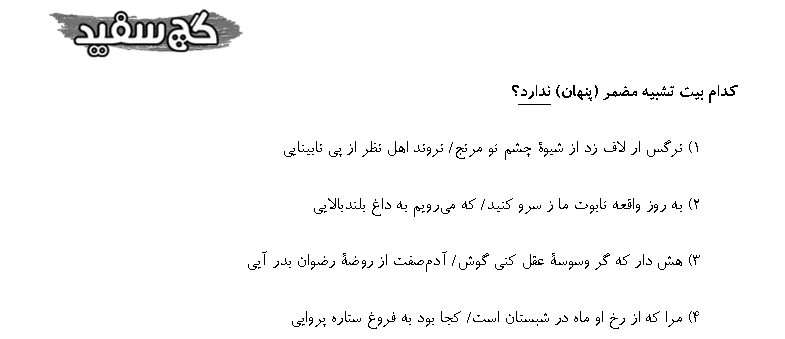 گچ سفید
کدام بیت تشبیه مضمر (پنهان) ندارد؟
۱) نرگس ار لاف زد از شیوهٔ چشم تو مرنج/ نروند اهل نظر از پی نابینایی
۲) به روز واقعه تابوت ما ز سرو کنید/ که می‌رویم به داغ بلندبالایی
۳) هش دار که گر وسوسهٔ عقل کنی گوش/ آدم‌صفت از روضهٔ رضوان بدر آیی
۴) مرا که از رخ او ماه در شبستان است/ کجا بود به فروغ ستاره پروایی